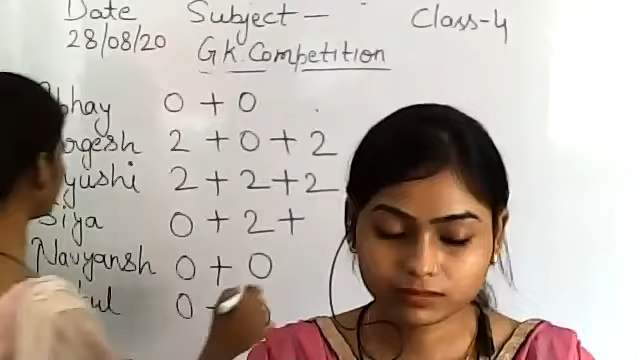 Date Subject — Class-4
28/08/20 GK Competition
0 + 0
2 + 0 + 2
2 + 2 + 2
Siya 0 + 2 +
Navyansh 0 + 0
0